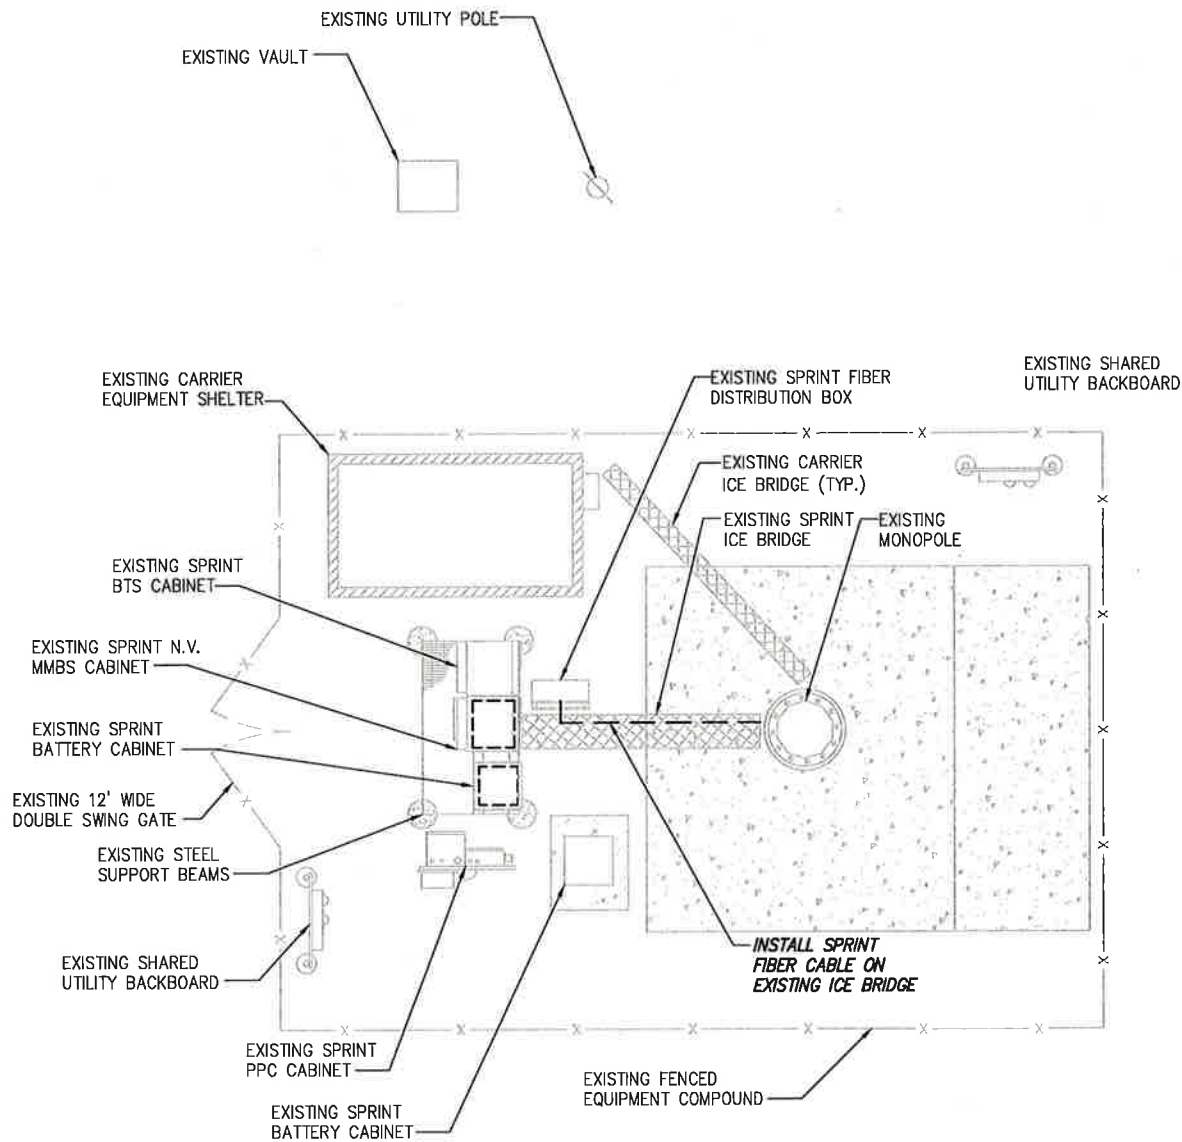 EXISTING UTILITY POLE
EXISTING VAULT
EXISTING CARRIER
EQUIPMENT SHELTER
EXISTING SPRINT FIBER
DISTRIBUTION BOX
EXISTING SHARED
UTILITY BACKBOARD
EXISTING CARRIER
ICE BRIDGE (TYP.)
EXISTING SPRINT
ICE BRIDGE
EXISTING
MONOPOLE
EXISTING SPRINT
BTS CABINET
EXISTING SPRINT N.V.
MMBS CABINET
EXISTING SPRINT
BATTERY CABINET
EXISTING 12' WIDE
DOUBLE SWING GATE
EXISTING STEEL
SUPPORT BEAMS
EXISTING SHARED
UTILITY BACKBOARD
INSTALL SPRINT
FIBER CABLE ON
EXISTING ICE BRIDGE
EXISTING SPRINT
PPC CABINET
EXISTING FENCED
EQUIPMENT COMPOUND
EXISTING SPRINT
BATTERY CABINET